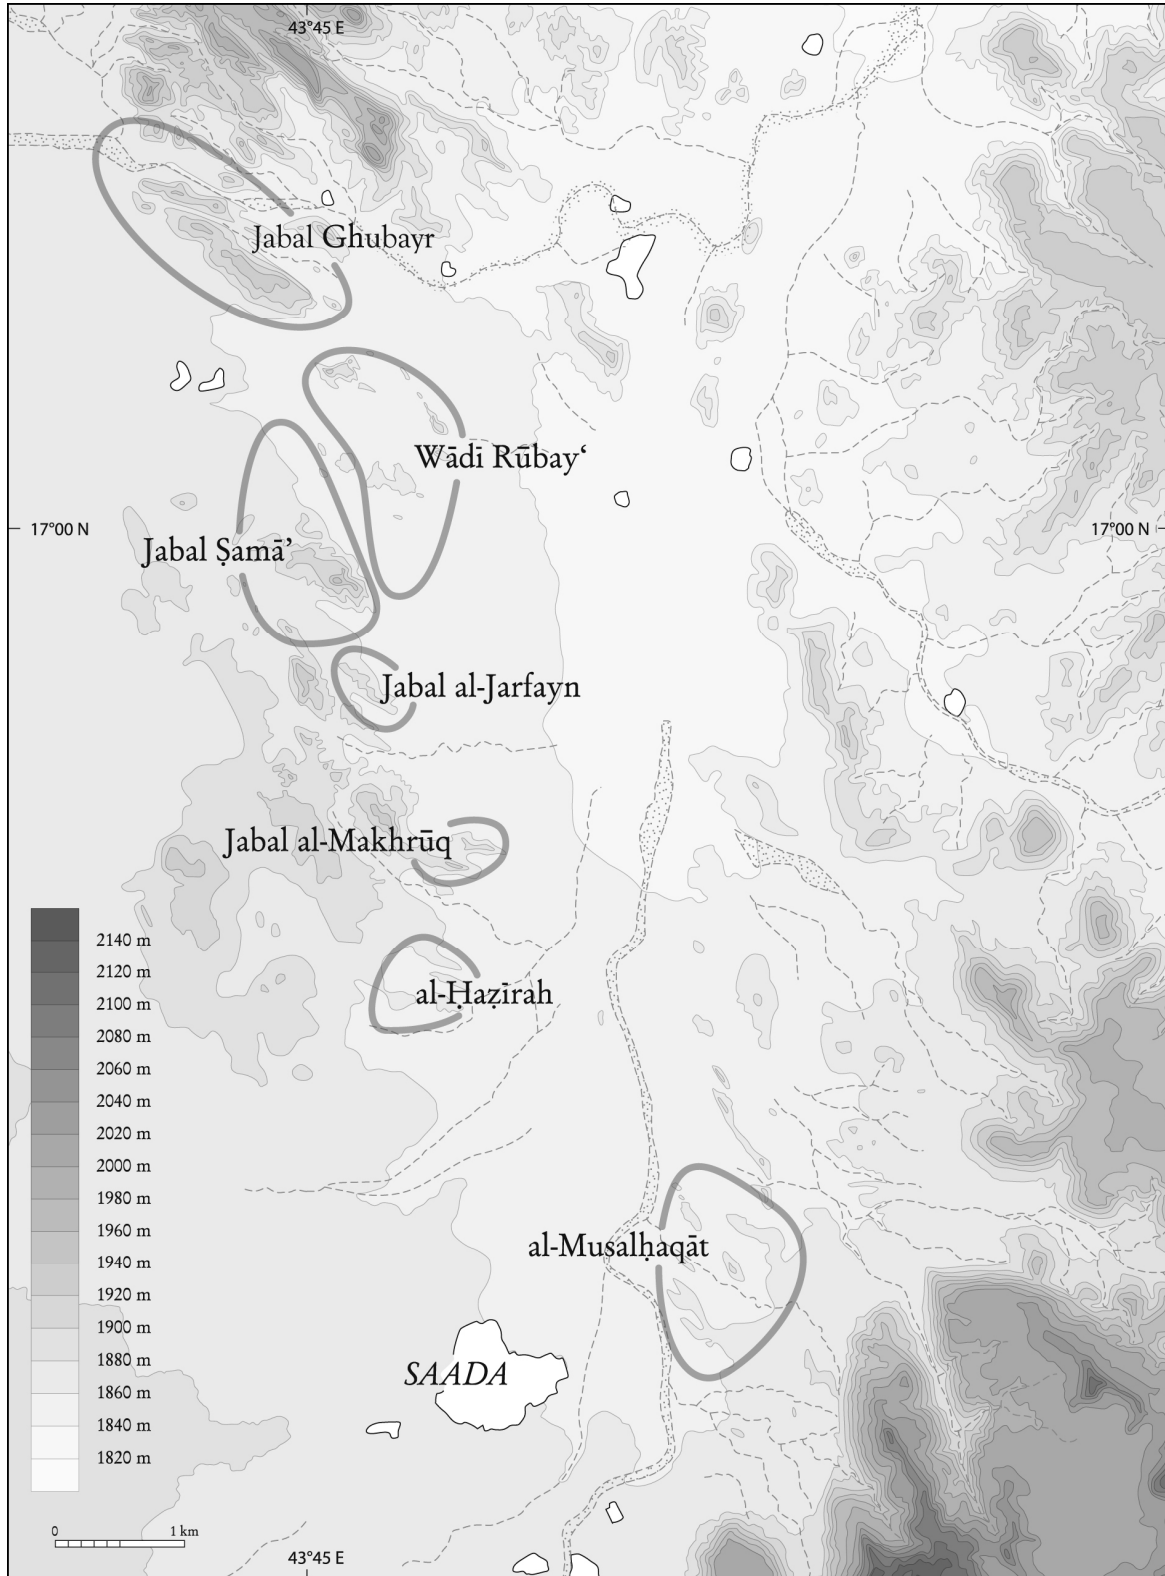 43°45 E
Jabal Ghubayr
Wādi Rūbay‘
17°00 N
17°00 N
Jabal Ṣamā’
Jabal al-Jarfayn
Jabal al-Makhrūq
2140 m
2120 m
2100 m
2080 m
2060 m
2040 m
2020 m
2000 m
1980 m
1960 m
1940 m
1920 m
1900 m
1880 m
1860 m
1840 m
1820 m
al-Ḥaẓīrah
al-Musalḥaqāt
SAADA
0 1 km
43°45 E